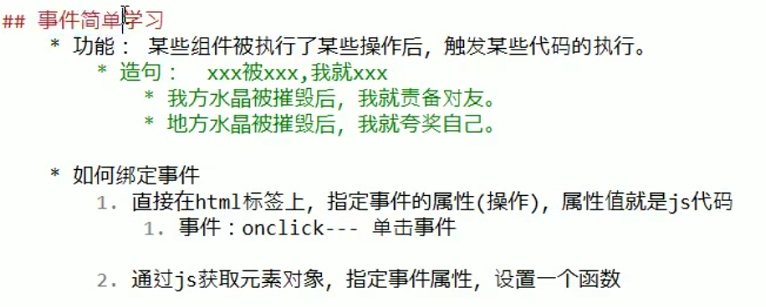 ## 事件简单学习
* 功能： 某些组件被执行了某些操作后，触发某些代码的执行。
* 造句： xxx被xxx,我就xxx
* 我方水晶被摧毁后，我就责备对友。
* 地方水晶被摧毁后，我就夸奖自己。
* 如何绑定事件
1. 直接在html标签上，指定事件的属性(操作)，属性值就是js代码
1. 事件：onclick--- 单击事件
2. 通过js获取元素对象，指定事件属性，设置一个函数